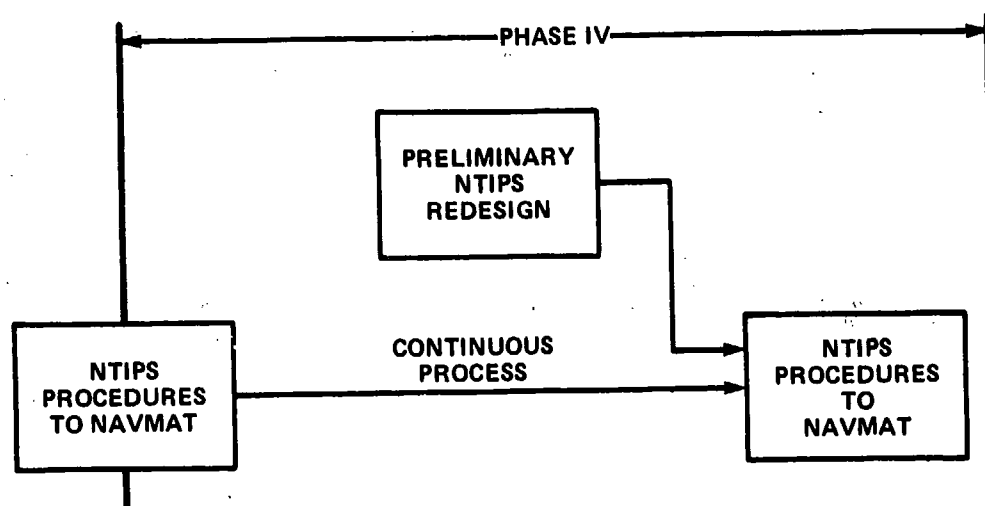 PHASE IV
PRELIMINARY
NTIPS
REDESIGN
CONTINUOUS
PROCESS
NTIPS
PROCEDURES
TO NAVMAT
NTIPS
PROCEDURES
TO
NAVMAT